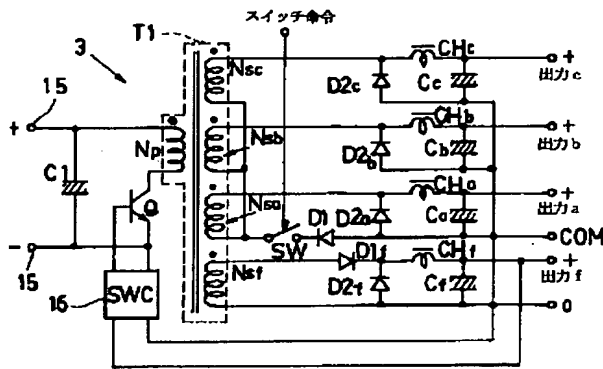 スイッチ命令
T1
3
15
+
C1
Np
Q
-
15
16
SWC
Nsc
Nsb
Nsa
Nsf
SW
D1
D1f
D2c
D2b
D2a
D2f
CHc
Cc
CHb
Cb
CHa
Ca
CHf
Cf
+
出力c
+
出力b
+
出力a
COM
+
出力f
0